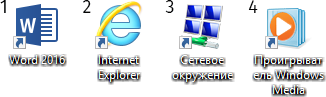 1 2 3 4
W
Word 2016
Internet
Explorer
Сетевое
окружение
Проигрыват
ель Windows
Media